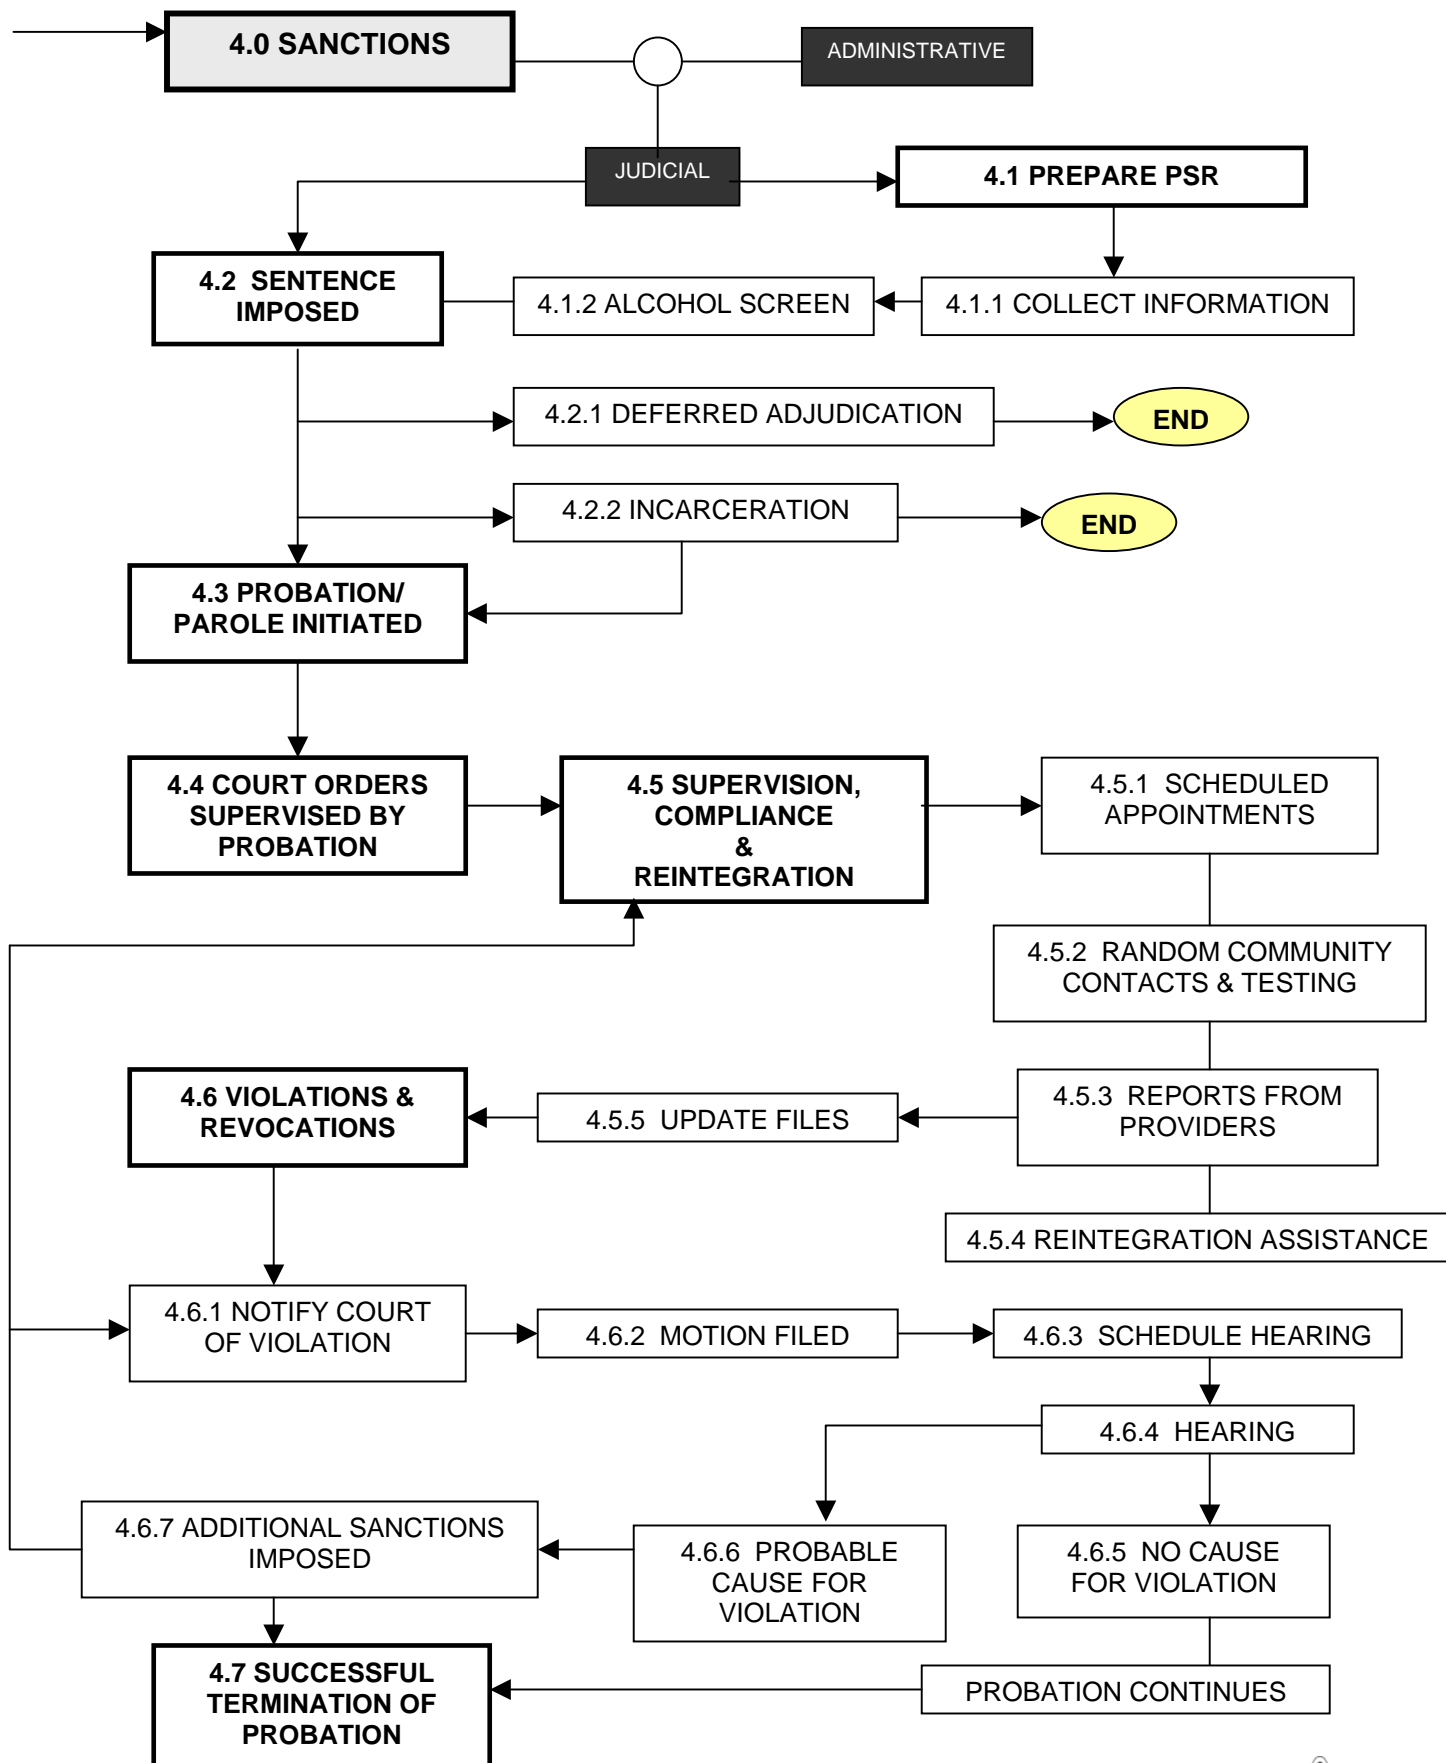 4.0 SANCTIONS
ADMINISTRATIVE
JUDICIAL
4.1 PREPARE PSR
4.2 SENTENCE
IMPOSED
4.1.2 ALCOHOL SCREEN
4.1.1 COLLECT INFORMATION
4.2.1 DEFERRED ADJUDICATION
END
4.2.2 INCARCERATION
END
4.3 PROBATION/
PAROLE INITIATED
4.4 COURT ORDERS
SUPERVISED BY
PROBATION
4.5 SUPERVISION,
COMPLIANCE
&
REINTEGRATION
4.5.1 SCHEDULED
APPOINTMENTS
4.5.2 RANDOM COMMUNITY
CONTACTS & TESTING
4.6 VIOLATIONS &
REVOCATIONS
4.5.5 UPDATE FILES
4.5.3 REPORTS FROM
PROVIDERS
4.5.4 REINTEGRATION ASSISTANCE
4.6.1 NOTIFY COURT
OF VIOLATION
4.6.2 MOTION FILED
4.6.3 SCHEDULE HEARING
4.6.4 HEARING
4.6.7 ADDITIONAL SANCTIONS
IMPOSED
4.6.6 PROBABLE
CAUSE FOR
VIOLATION
4.6.5 NO CAUSE
FOR VIOLATION
4.7 SUCCESSFUL
TERMINATION OF
PROBATION
PROBATION CONTINUES